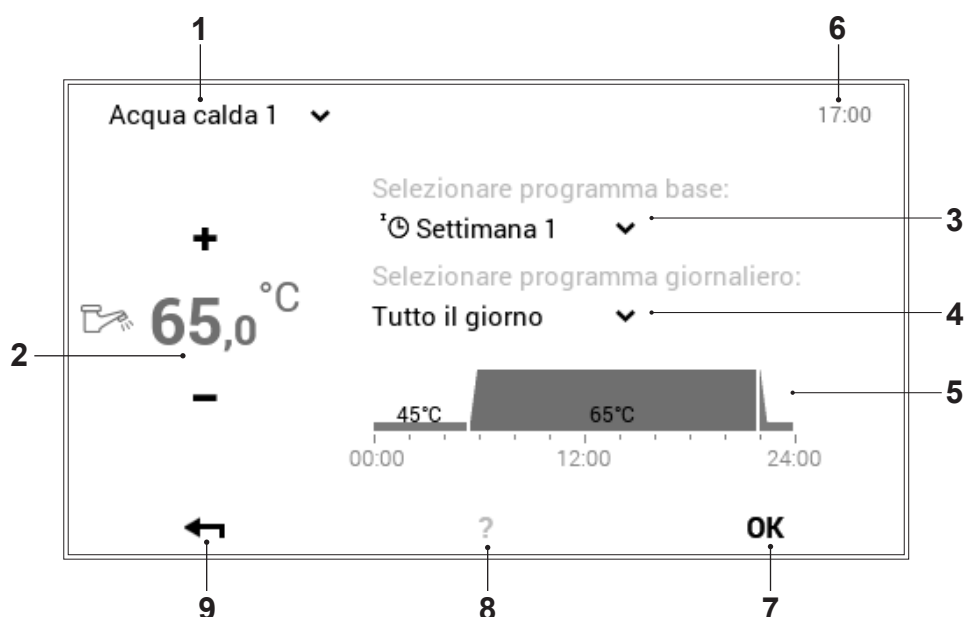 1 6
Acqua calda 1
17:00
Selezionare programma base:
I Settimana 1
3
+
Selezionare programma giornaliero:
65,0 °C
Tutto il giorno
4
2
−
5
45°C 65°C
00:00 12:00 24:00
? OK
9 8 7